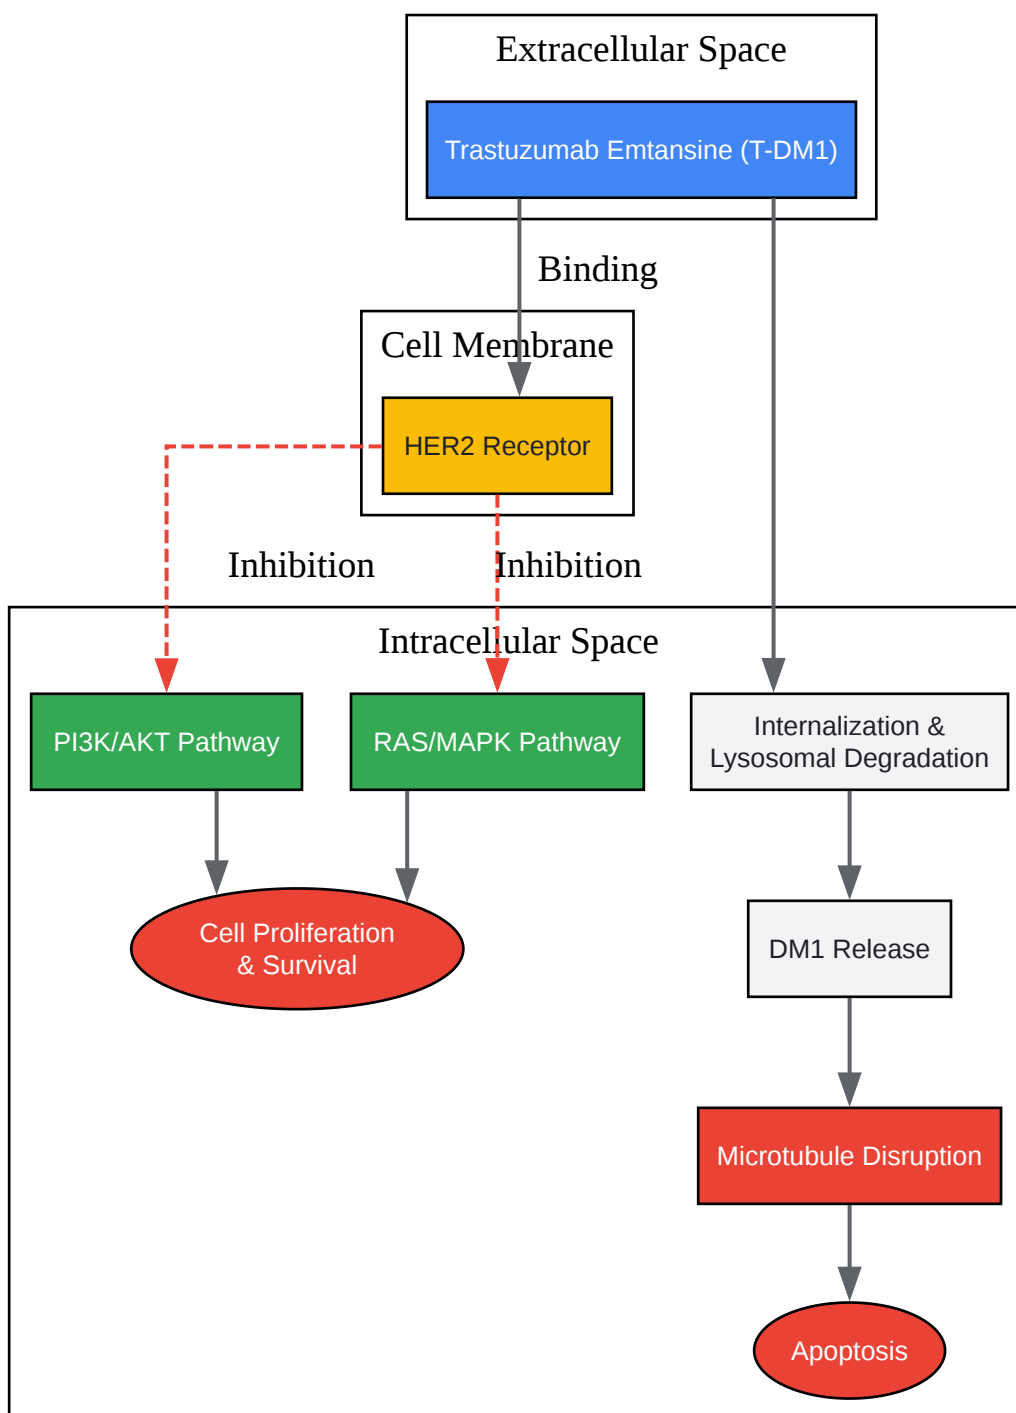 Extracellular Space
Trastuzumab Emtansine (T-DM1)
Binding
Cell Membrane
HER2 Receptor
Inhibition
Inhibition
Intracellular Space
PI3K/AKT Pathway
RAS/MAPK Pathway
Internalization &
Lysosomal Degradation
Cell Proliferation
& Survival
DM1 Release
Microtubule Disruption
Apoptosis